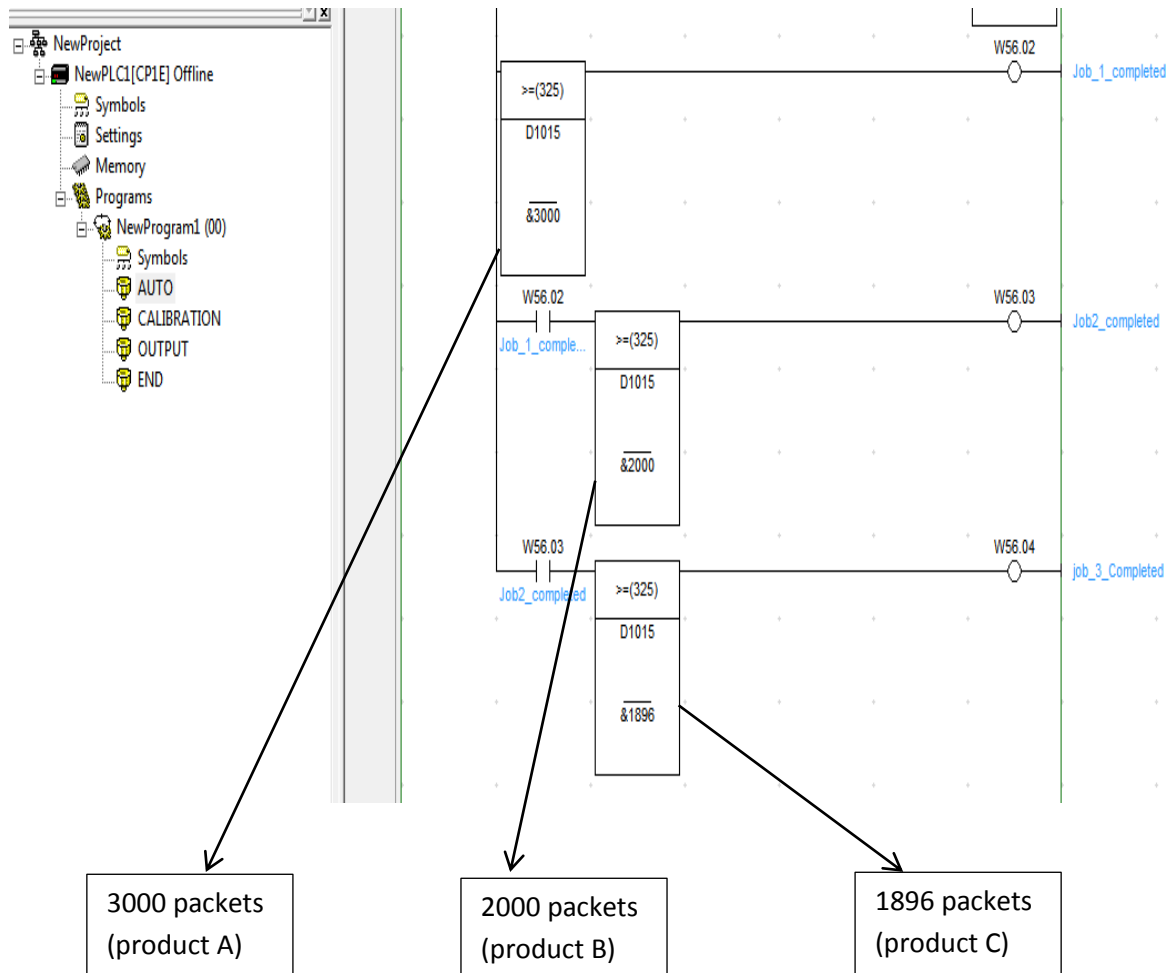 NewProject
NewPLC1[CP1E] Offline
Symbols
Settings
Memory
Programs
NewProgram1 (00)
Symbols
AUTO
CALIBRATION
OUTPUT
END
W56.02
Job_1_completed
>=(325)
D1015
&3000
W56.02
Job_1_comple...
W56.03
Job2_completed
>=(325)
D1015
&2000
W56.03
Job2_completed
W56.04
job_3_Completed
>=(325)
D1015
&1896
3000 packets
(product A)
2000 packets
(product B)
1896 packets
(product C)